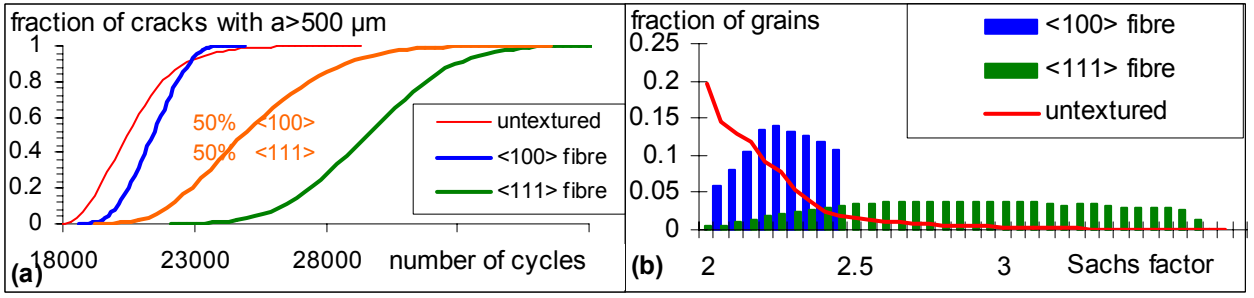 fraction of cracks with a>500 µm
1
0.8
0.6
0.4
0.2
0
50% <100>
50% <111>
untextured
<100> fibre
<111> fibre
18000 23000 28000 number of cycles
(a)
fraction of grains
0.25
0.2
0.15
0.1
0.05
0
<100> fibre
<111> fibre
untextured
2 2.5 3 Sachs factor
(b)